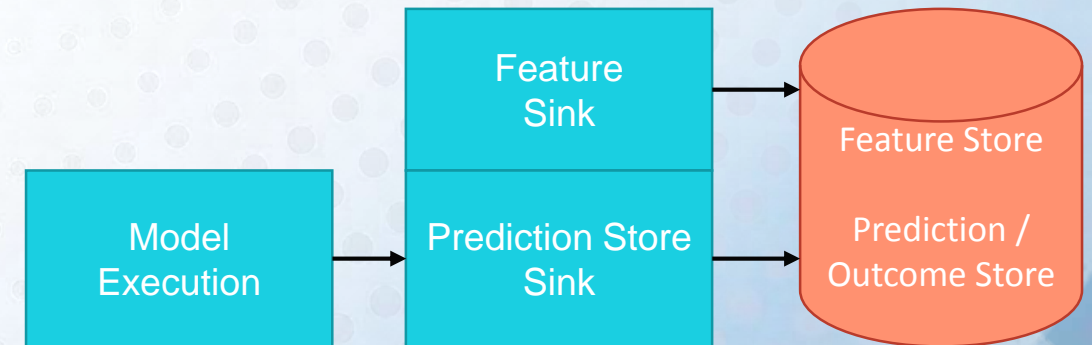 Feature
Sink
Model
Execution
Prediction Store
Sink
Feature Store
Prediction /
Outcome Store